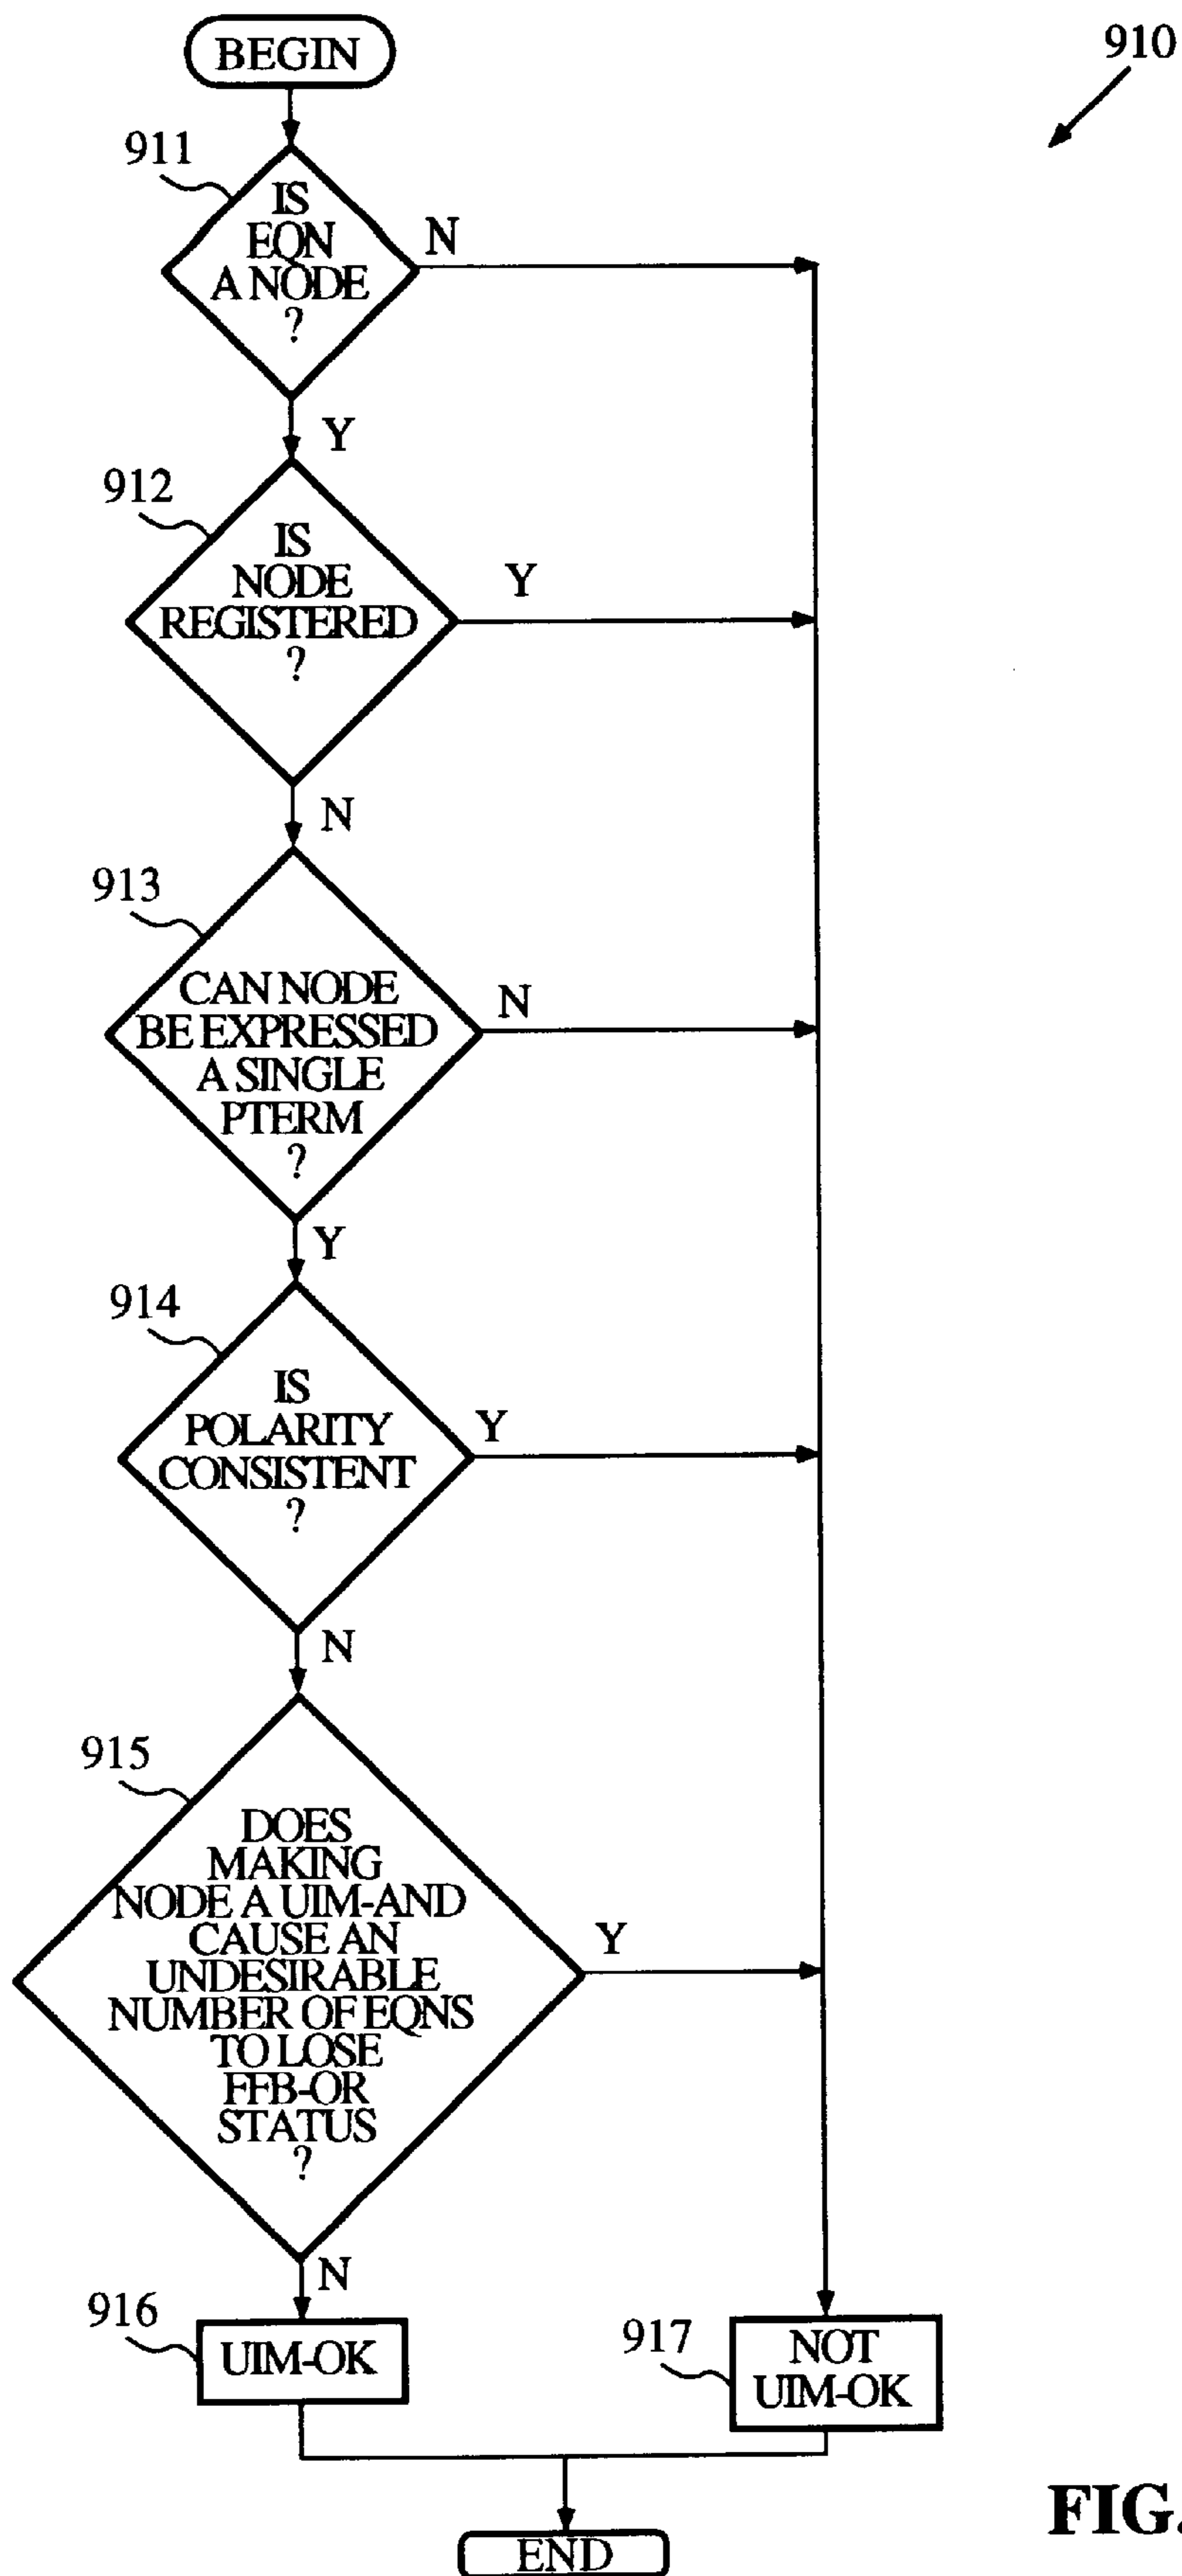 BEGIN
910
911
IS
EQN
A NODE
?
N
Y
912
IS
NODE
REGISTERED
?
Y
N
913
CAN NODE
BE EXPRESSED
A SINGLE
PTERM
?
N
Y
914
IS
POLARITY
CONSISTENT
?
Y
N
915
DOES
MAKING
NODE A UIM-AND
CAUSE AN
UNDESIRABLE
NUMBER OF EQNS
TO LOSE
FFB-OR
STATUS
?
Y
N
916
UIM-OK
917
NOT
UIM-OK
END
FIG.